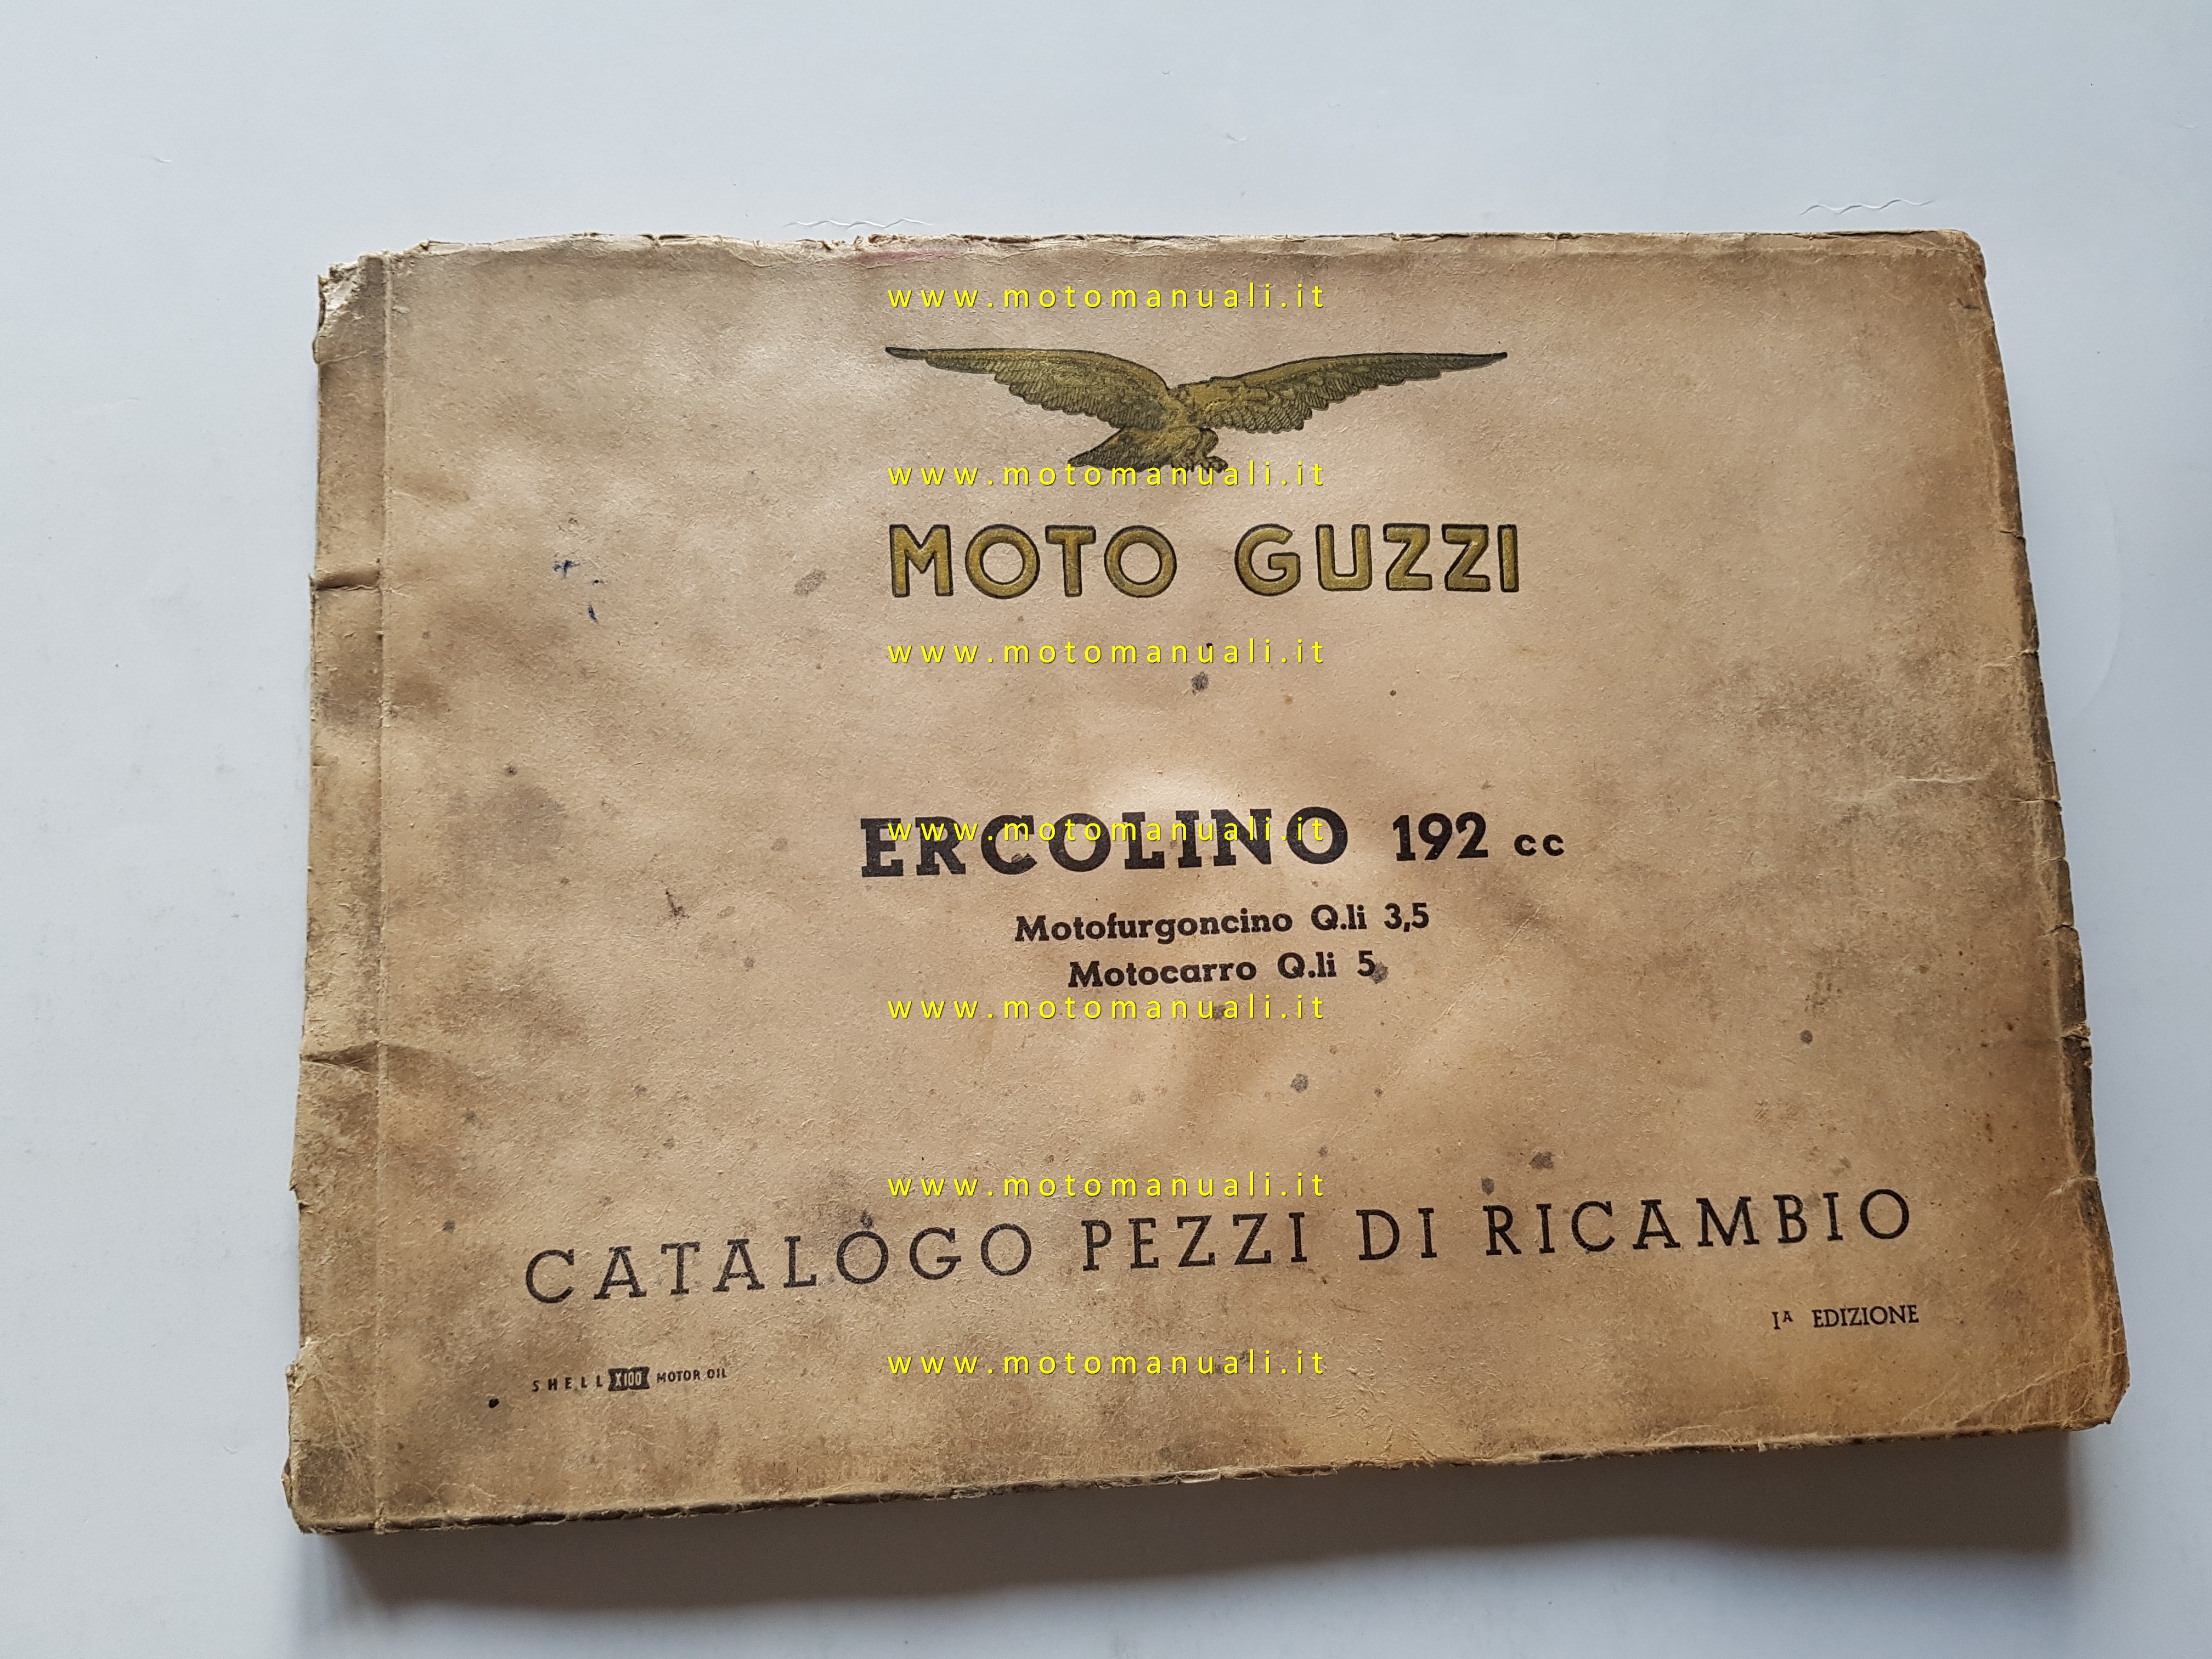 www.motomanuali.it
www.motomanuali.it
MOTO GUZZI
www.motomanuali.it
ERCOLINO 192 cc
www.motomanuali.it
Motofurgoncino Q.li 3,5
Motocarro Q.li 5
www.motomanuali.it
www.motomanuali.it
CATALOGO PEZZI DI RICAMBIO
Iᴬ EDIZIONE
www.motomanuali.it
SHELL X100 MOTOR OIL